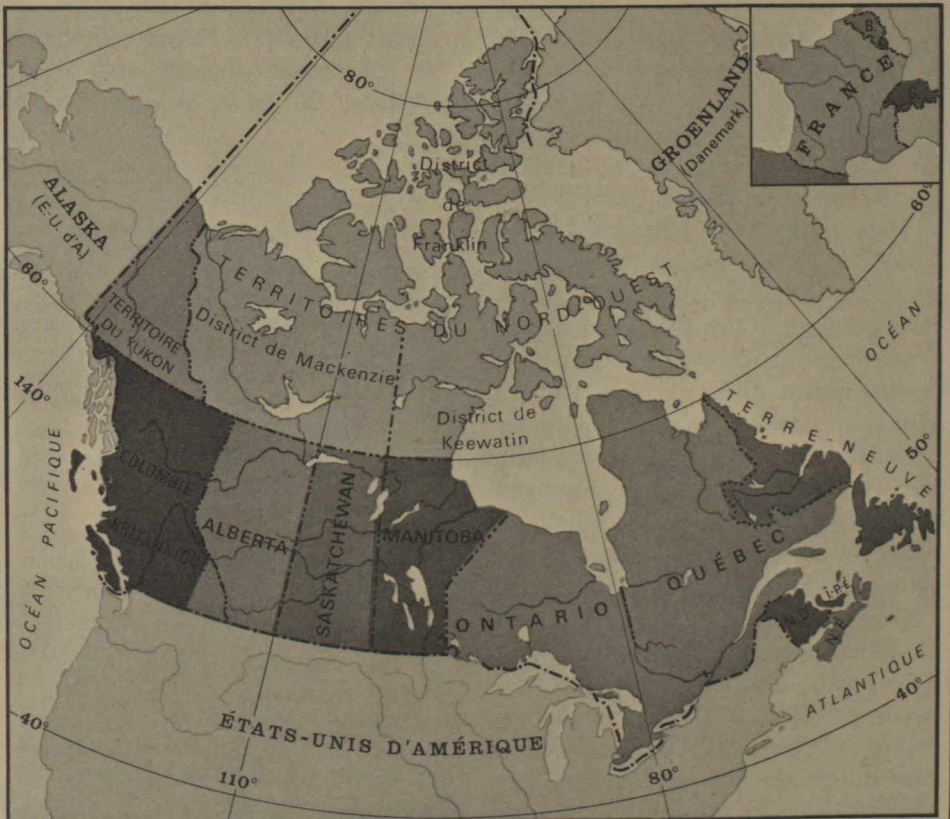 80°
B
FRANCE
S
GROENLAND
(Danemark)
60°
ALASKA
(E.-U. d'A.)
60°
District
de
Franklin
TERRITOIRES DU NORD-OUEST
TERRITOIRE
DU YUKON
District de Mackenzie
District de
Keewatin
OCÉAN
140°
TERRE-NEUVE
50°
OCÉAN PACIFIQUE
COLOMBIE
BRITANNIQUE
ALBERTA
SASKATCHEWAN
MANITOBA
ONTARIO
QUÉBEC
Î-P-É
N.B.
N.É.
ATLANTIQUE
40°
40°
ÉTATS-UNIS D'AMÉRIQUE
110°
80°